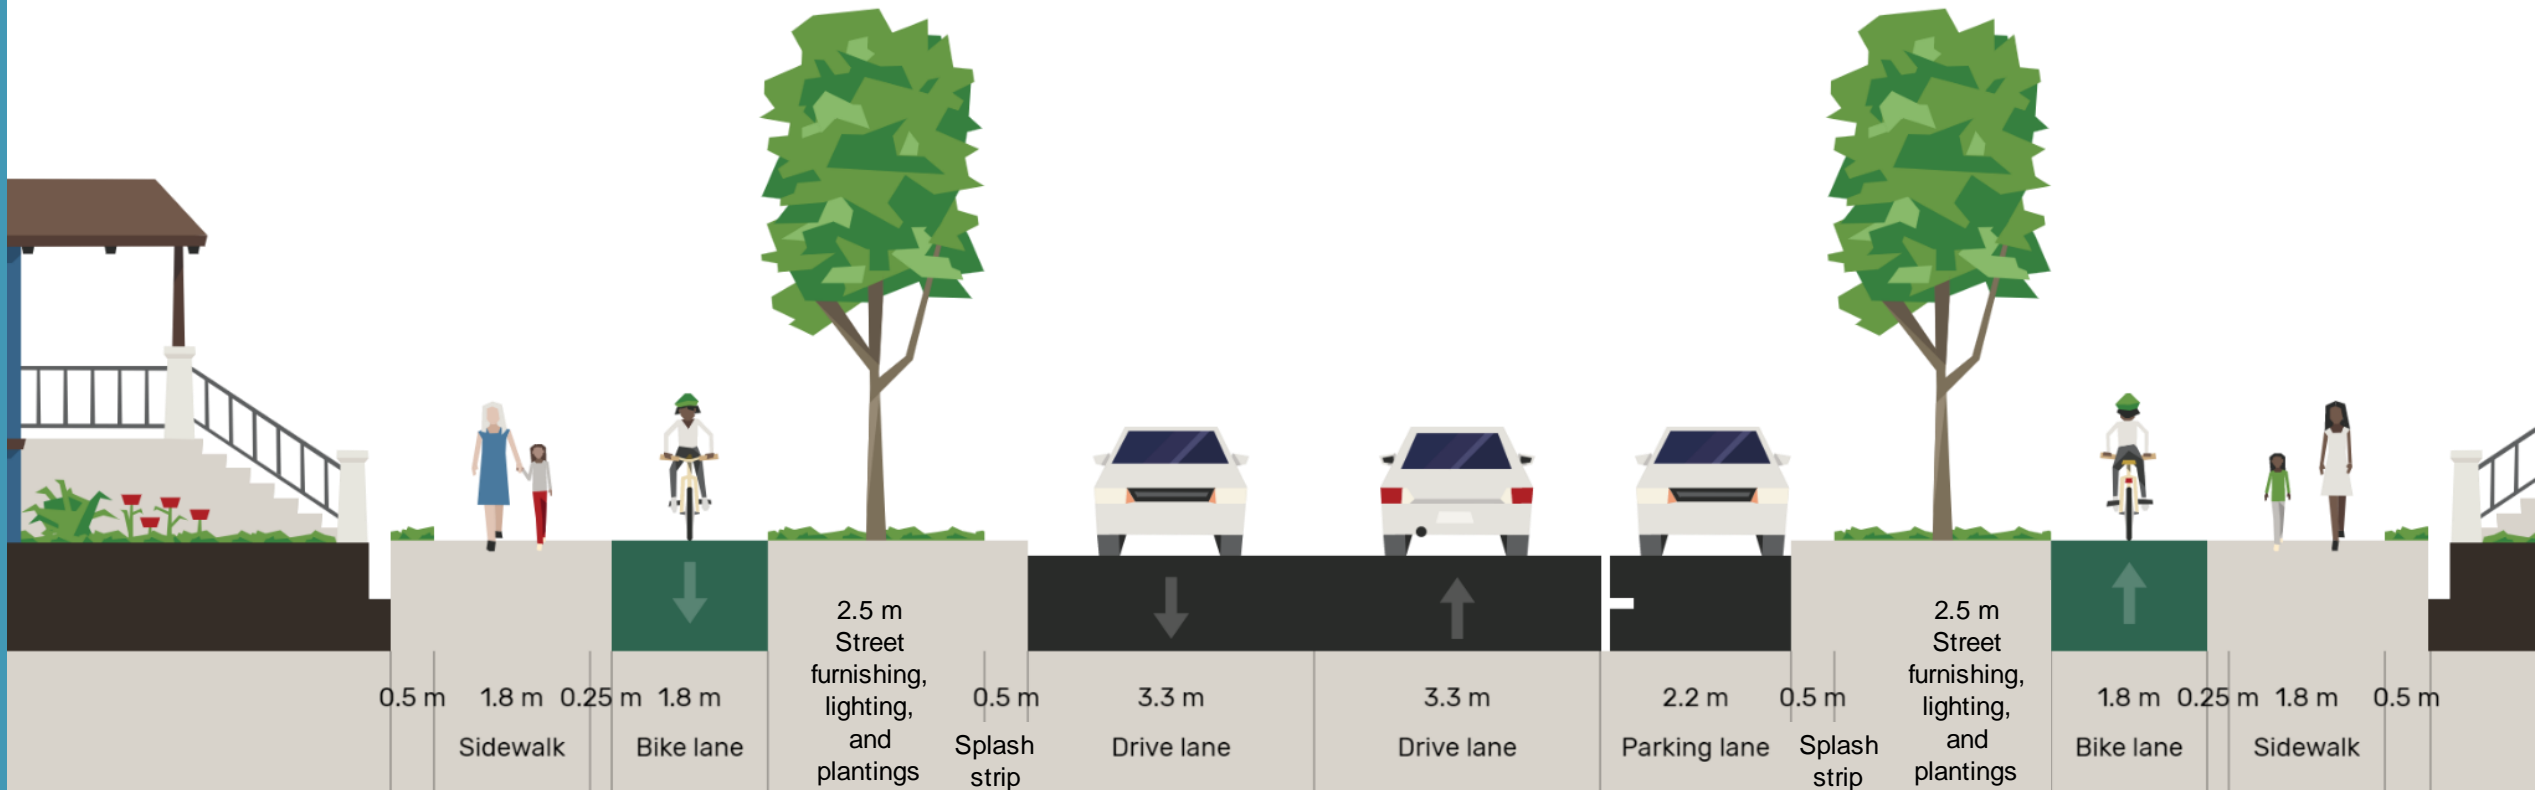 2.5 m
Street
furnishing,
lighting,
and
plantings
2.5 m
Street
furnishing,
lighting,
and
plantings
0.5 m 1.8 m 0.25 m 1.8 m 0.5 m 3.3 m 3.3 m 2.2 m 0.5 m 1.8 m 0.25 m 1.8 m 0.5 m
Sidewalk Bike lane Splash strip Drive lane Drive lane Parking lane Splash strip Bike lane Sidewalk